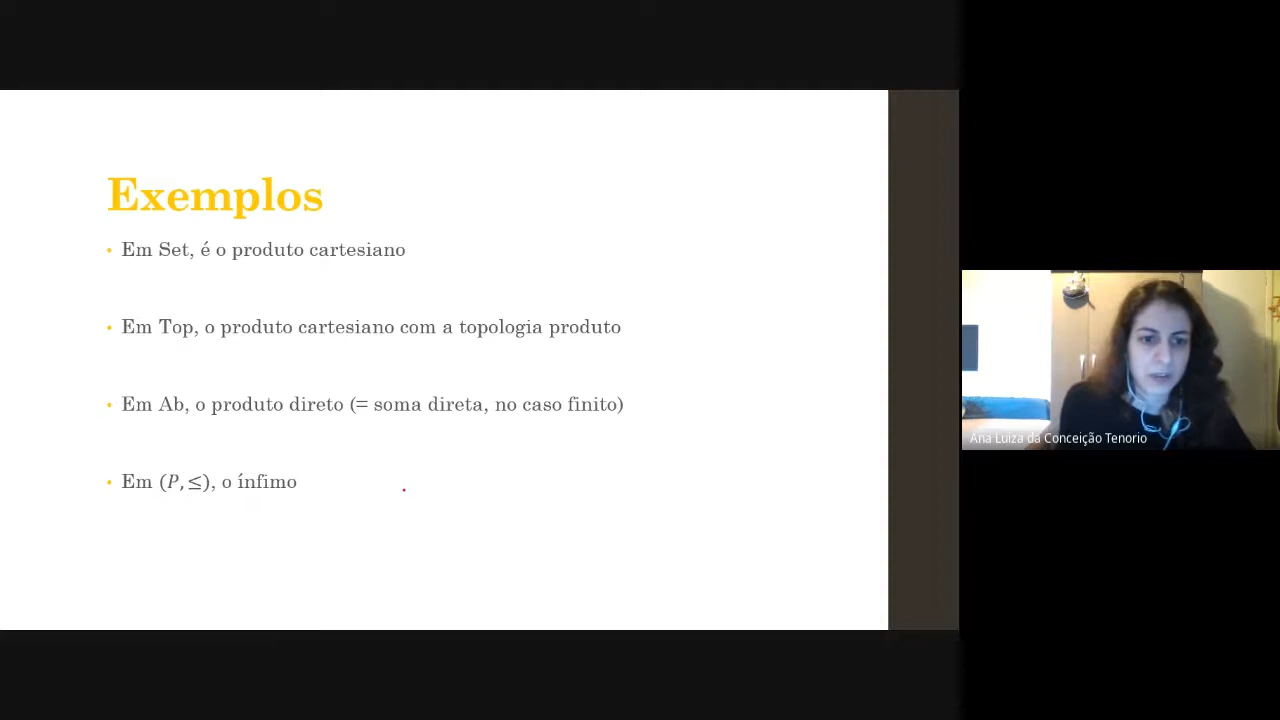 Exemplos
• Em Set, é o produto cartesiano
• Em Top, o produto cartesiano com a topologia produto
• Em Ab, o produto direto (= soma direta, no caso finito)
• Em (P, ≤), o ínfimo
Ana Luiza da Conceição Tenorio